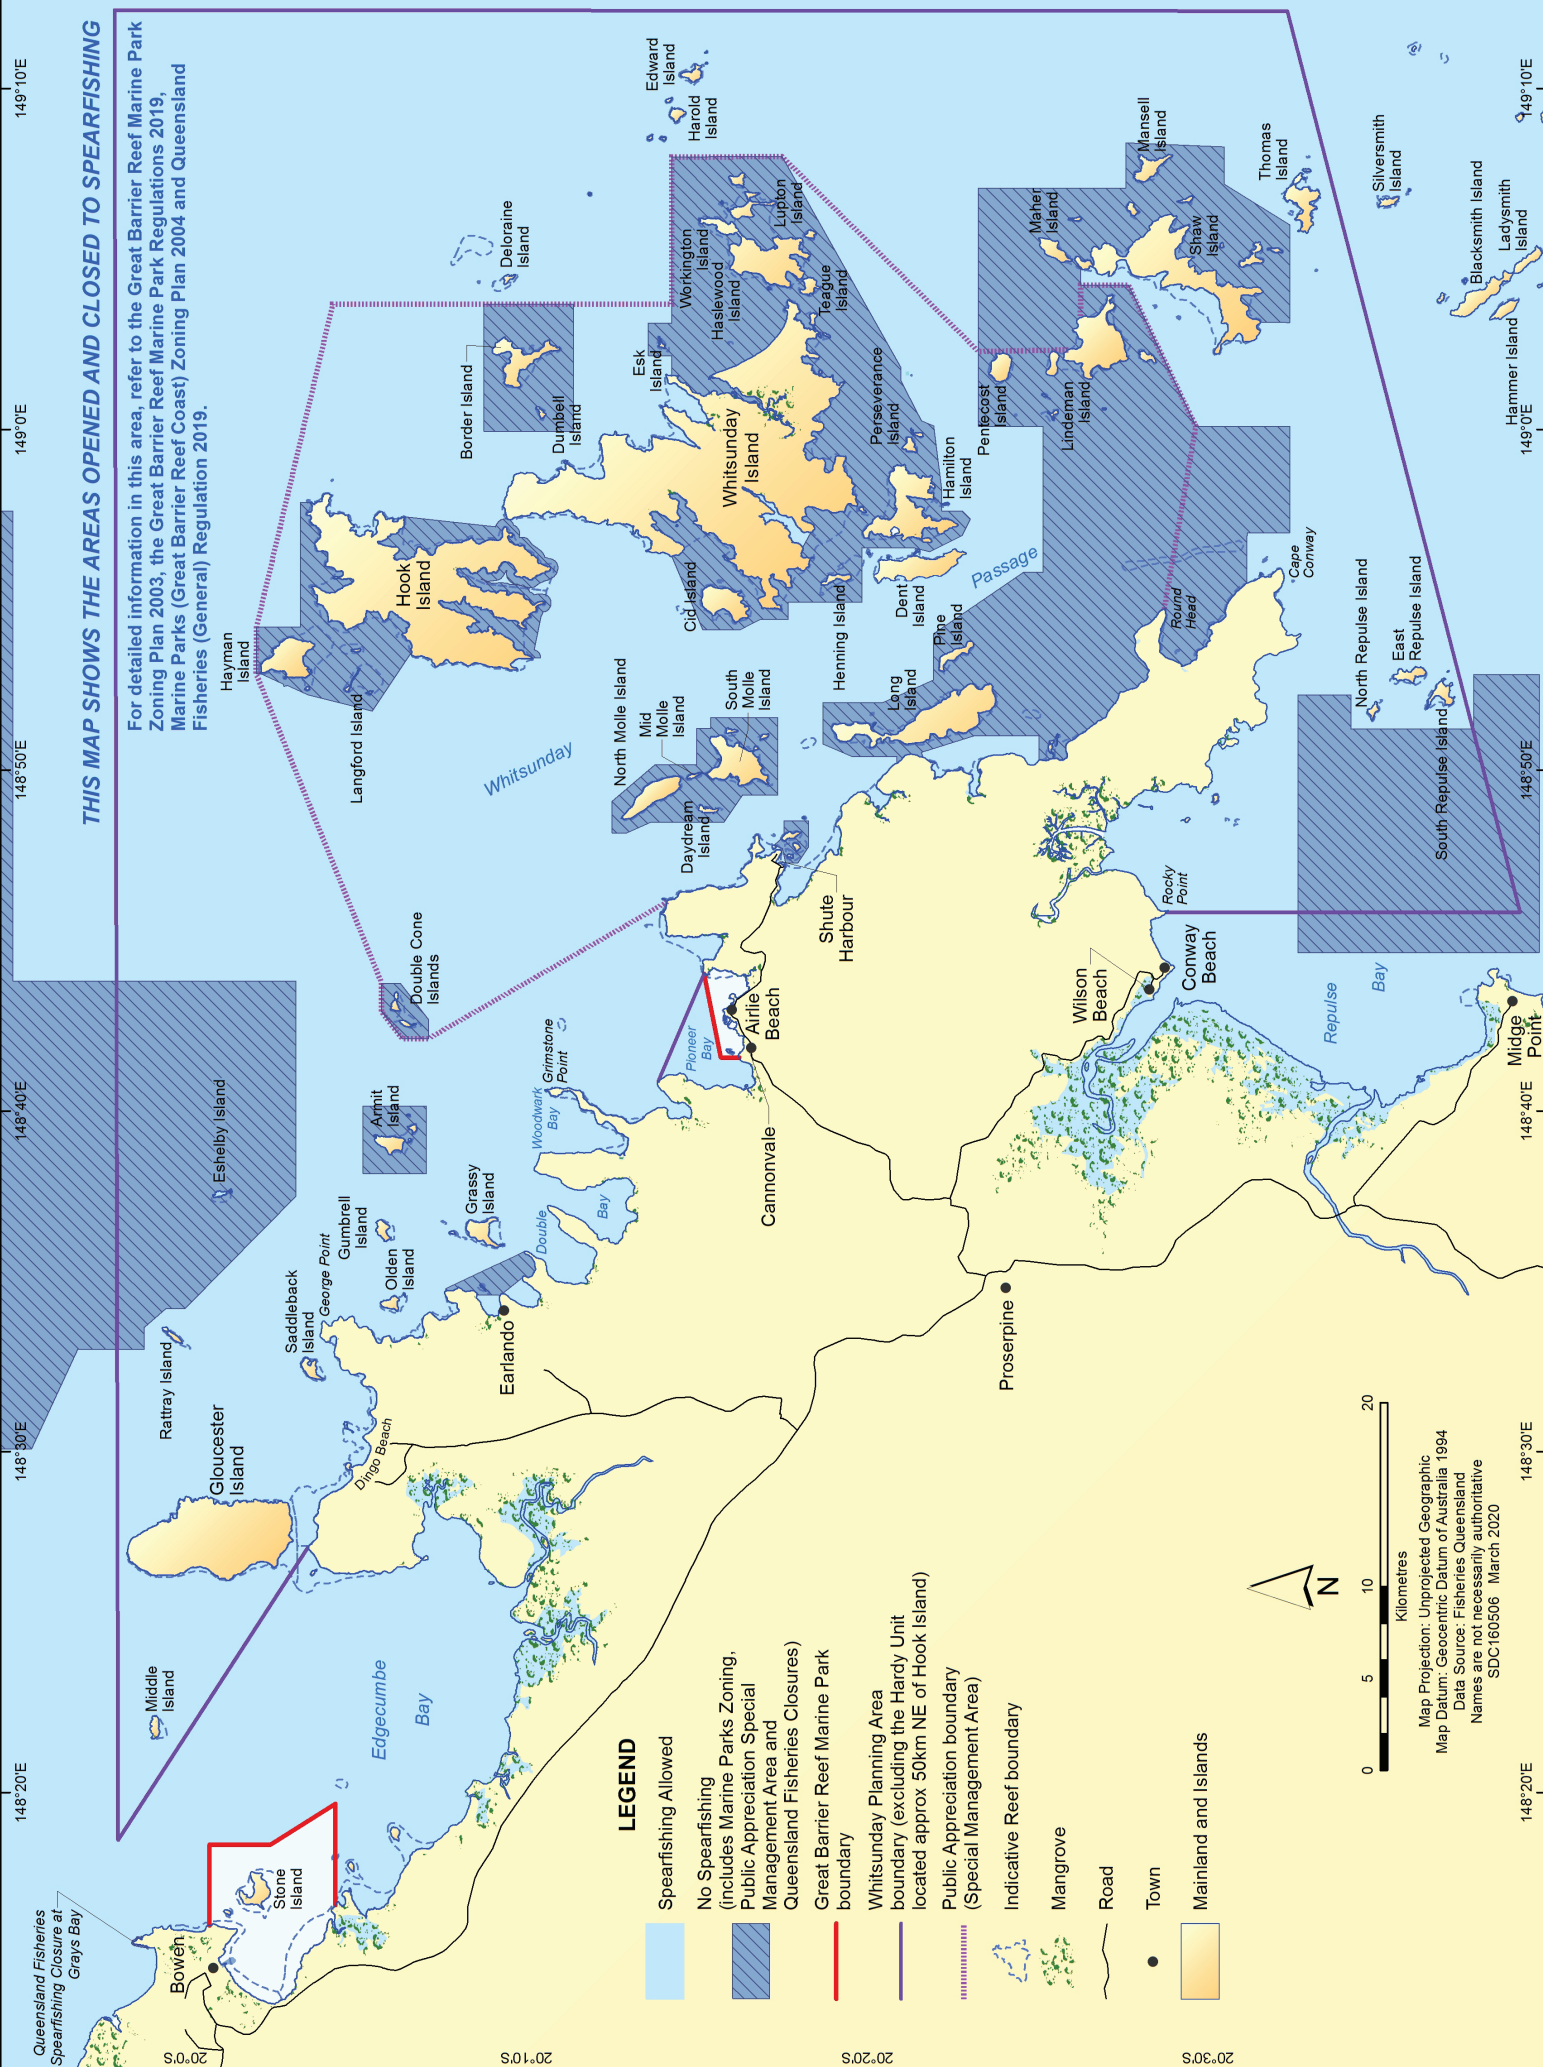 THIS MAP SHOWS THE AREAS OPENED AND CLOSED TO SPEARFISHING
For detailed information in this area, refer to the Great Barrier Reef Marine Park
Zoning Plan 2003, the Great Barrier Reef Marine Park Regulations 2019,
Marine Parks (Great Barrier Reef Coast) Zoning Plan 2004 and Queensland
Fisheries (General) Regulation 2019.
148°20'E
148°30'E
148°40'E
148°50'E
149°0'E
149°10'E
Queensland Fisheries
Spearfishing Closure at
Grays Bay
Bowen
Stone
Island
Middle
Island
Edgecumbe
Bay
Gloucester
Island
Rattray Island
Saddleback
Island
George Point
Dingo Beach
Eshelby Island
Gumbrell
Island
Olden
Island
Armit
Island
Grassy
Island
Earlando
Double
Bay
Woodwark
Bay
Grimstone
Point
Double Cone
Islands
Pioneer
Bay
Airlie
Beach
Cannonvale
Shute
Harbour
Hayman
Island
Langford Island
Hook
Island
Whitsunday
Passage
North Molle Island
Mid
Molle
Island
South
Molle
Island
Daydream
Island
Border Island
Dumbell
Island
Deloraine
Island
Esk
Island
Whitsunday
Island
Cid Island
Henning Island
Dent
Island
Hamilton
Island
Perseverance
Island
Workington
Island
Haslewood
Island
Teague
Island
Lupton
Island
Edward
Island
Harold
Island
Long
Island
Pine
Island
Pentecost
Island
Lindeman
Island
Maher
Island
Mansell
Island
Shaw
Island
Thomas
Island
Silversmith
Island
Blacksmith Island
Ladysmith
Island
Hammer Island
Round
Head
Cape
Conway
North Repulse Island
East
Repulse Island
South Repulse Island
Rocky
Point
Wilson
Beach
Conway
Beach
Repulse
Bay
Midge
Point
Proserpine
LEGEND
Spearfishing Allowed
No Spearfishing
(includes Marine Parks Zoning,
Public Appreciation Special
Management Area and
Queensland Fisheries Closures)
Great Barrier Reef Marine Park
boundary
Whitsunday Planning Area
boundary (excluding the Hardy Unit
located approx 50km NE of Hook Island)
Public Appreciation boundary
(Special Management Area)
Indicative Reef boundary
Mangrove
Road
Town
Mainland and Islands
N
0 5 10 20
Kilometres
Map Projection: Unprojected Geographic
Map Datum: Geocentric Datum of Australia 1994
Data Source: Fisheries Queensland
Names are not necessarily authoritative
SDC160506 March 2020
20°0'S
20°10'S
20°20'S
20°30'S
148°20'E
148°30'E
148°40'E
148°50'E
149°0'E
149°10'E